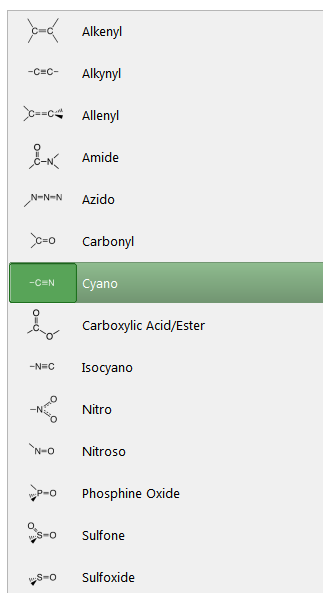 C=C Alkenyl
–C≡C– Alkynyl
C=C Allenyl
O C–N Amide
N=N=N Azido
C=O Carbonyl
–C≡N Cyano
O C O Carboxylic Acid/Ester
–N≡C Isocyano
–N O O Nitro
N=O Nitroso
P=O Phosphine Oxide
O S=O Sulfone
S=O Sulfoxide